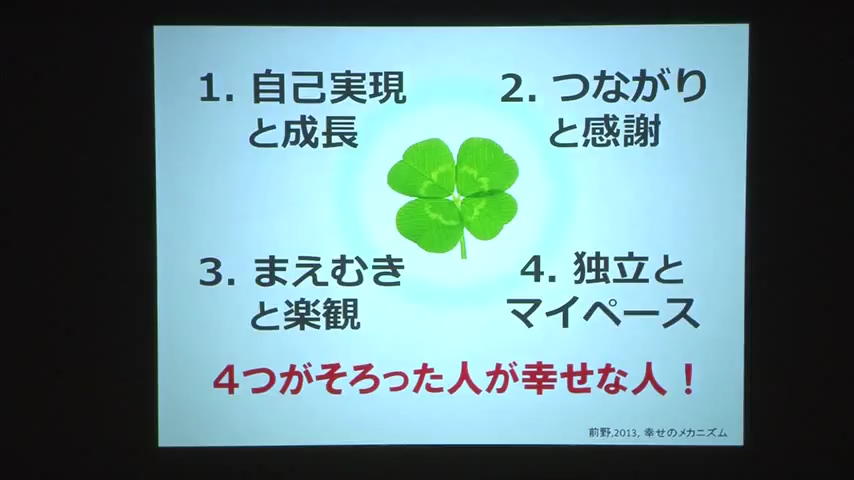 1. 自己実現
と成長
2. つながり
と感謝
3. まえむき
と楽観
4. 独立と
マイペース
4つがそろった人が幸せな人！
前野,2013, 幸せのメカニズム